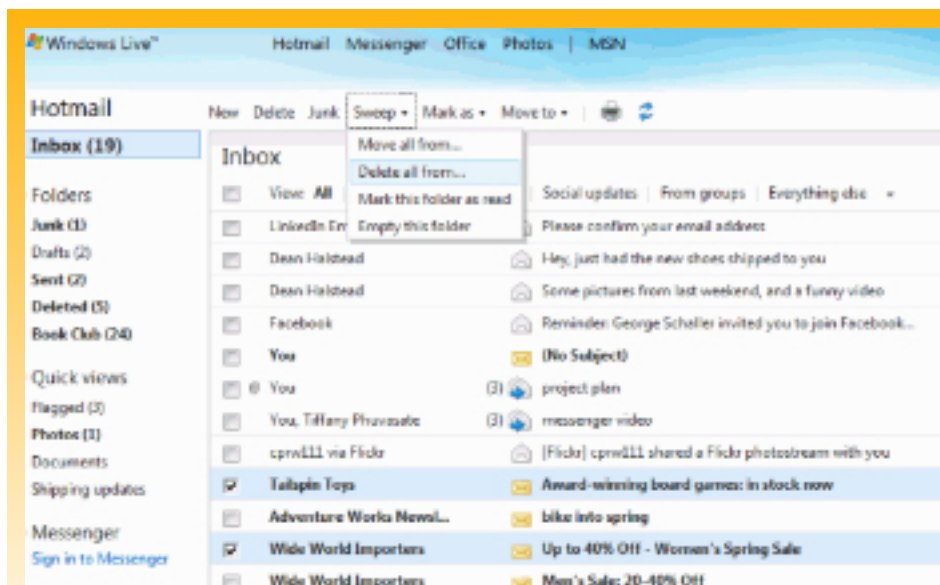 Windows Live™ Hotmail Messenger Office Photos | MSN
Hotmail New Delete Junk Sweep Mark as Move to
Inbox (19)
Folders
Junk (1)
Drafts (2)
Sent (2)
Deleted (5)
Book Club (24)
Quick views
Flagged (3)
Photos (1)
Documents
Shipping updates
Messenger
Sign in to Messenger
Move all from...
Delete all from...
Mark this folder as read
Empty this folder
Inbox
View: All Social updates From groups Everything else
LinkedIn Em Please confirm your email address
Dean Halstead Hey, just had the new shoes shipped to you
Dean Halstead Some pictures from last weekend, and a funny video
Facebook Reminder: George Schaller invited you to join Facebook...
You (No Subject)
You (3) project plan
You, Tiffany Phuvasate (3) messenger video
cprw111 via Flickr [Flickr] cprw111 shared a Flickr photostream with you
Tailspin Toys Award-winning board games: in stock now
Adventure Works Newsl... bike into spring
Wide World Importers Up to 40% Off - Women's Spring Sale
Wide World Importers Men's Sale: 20-40% Off